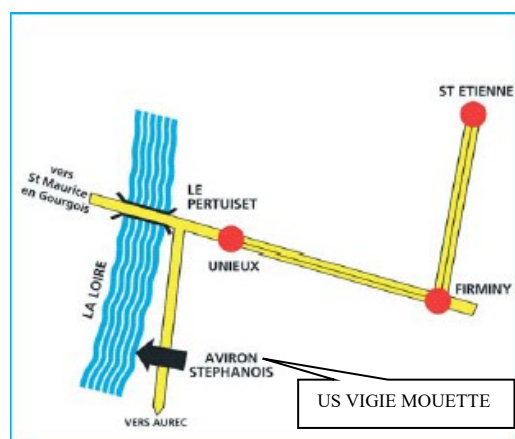 ST ETIENNE
vers
St Maurice
en Gourgois
LE
PERTUISET
UNIEUX
FIRMINY
LA LOIRE
AVIRON
STEPHANOIS
US VIGIE MOUETTE
VERS AUREC